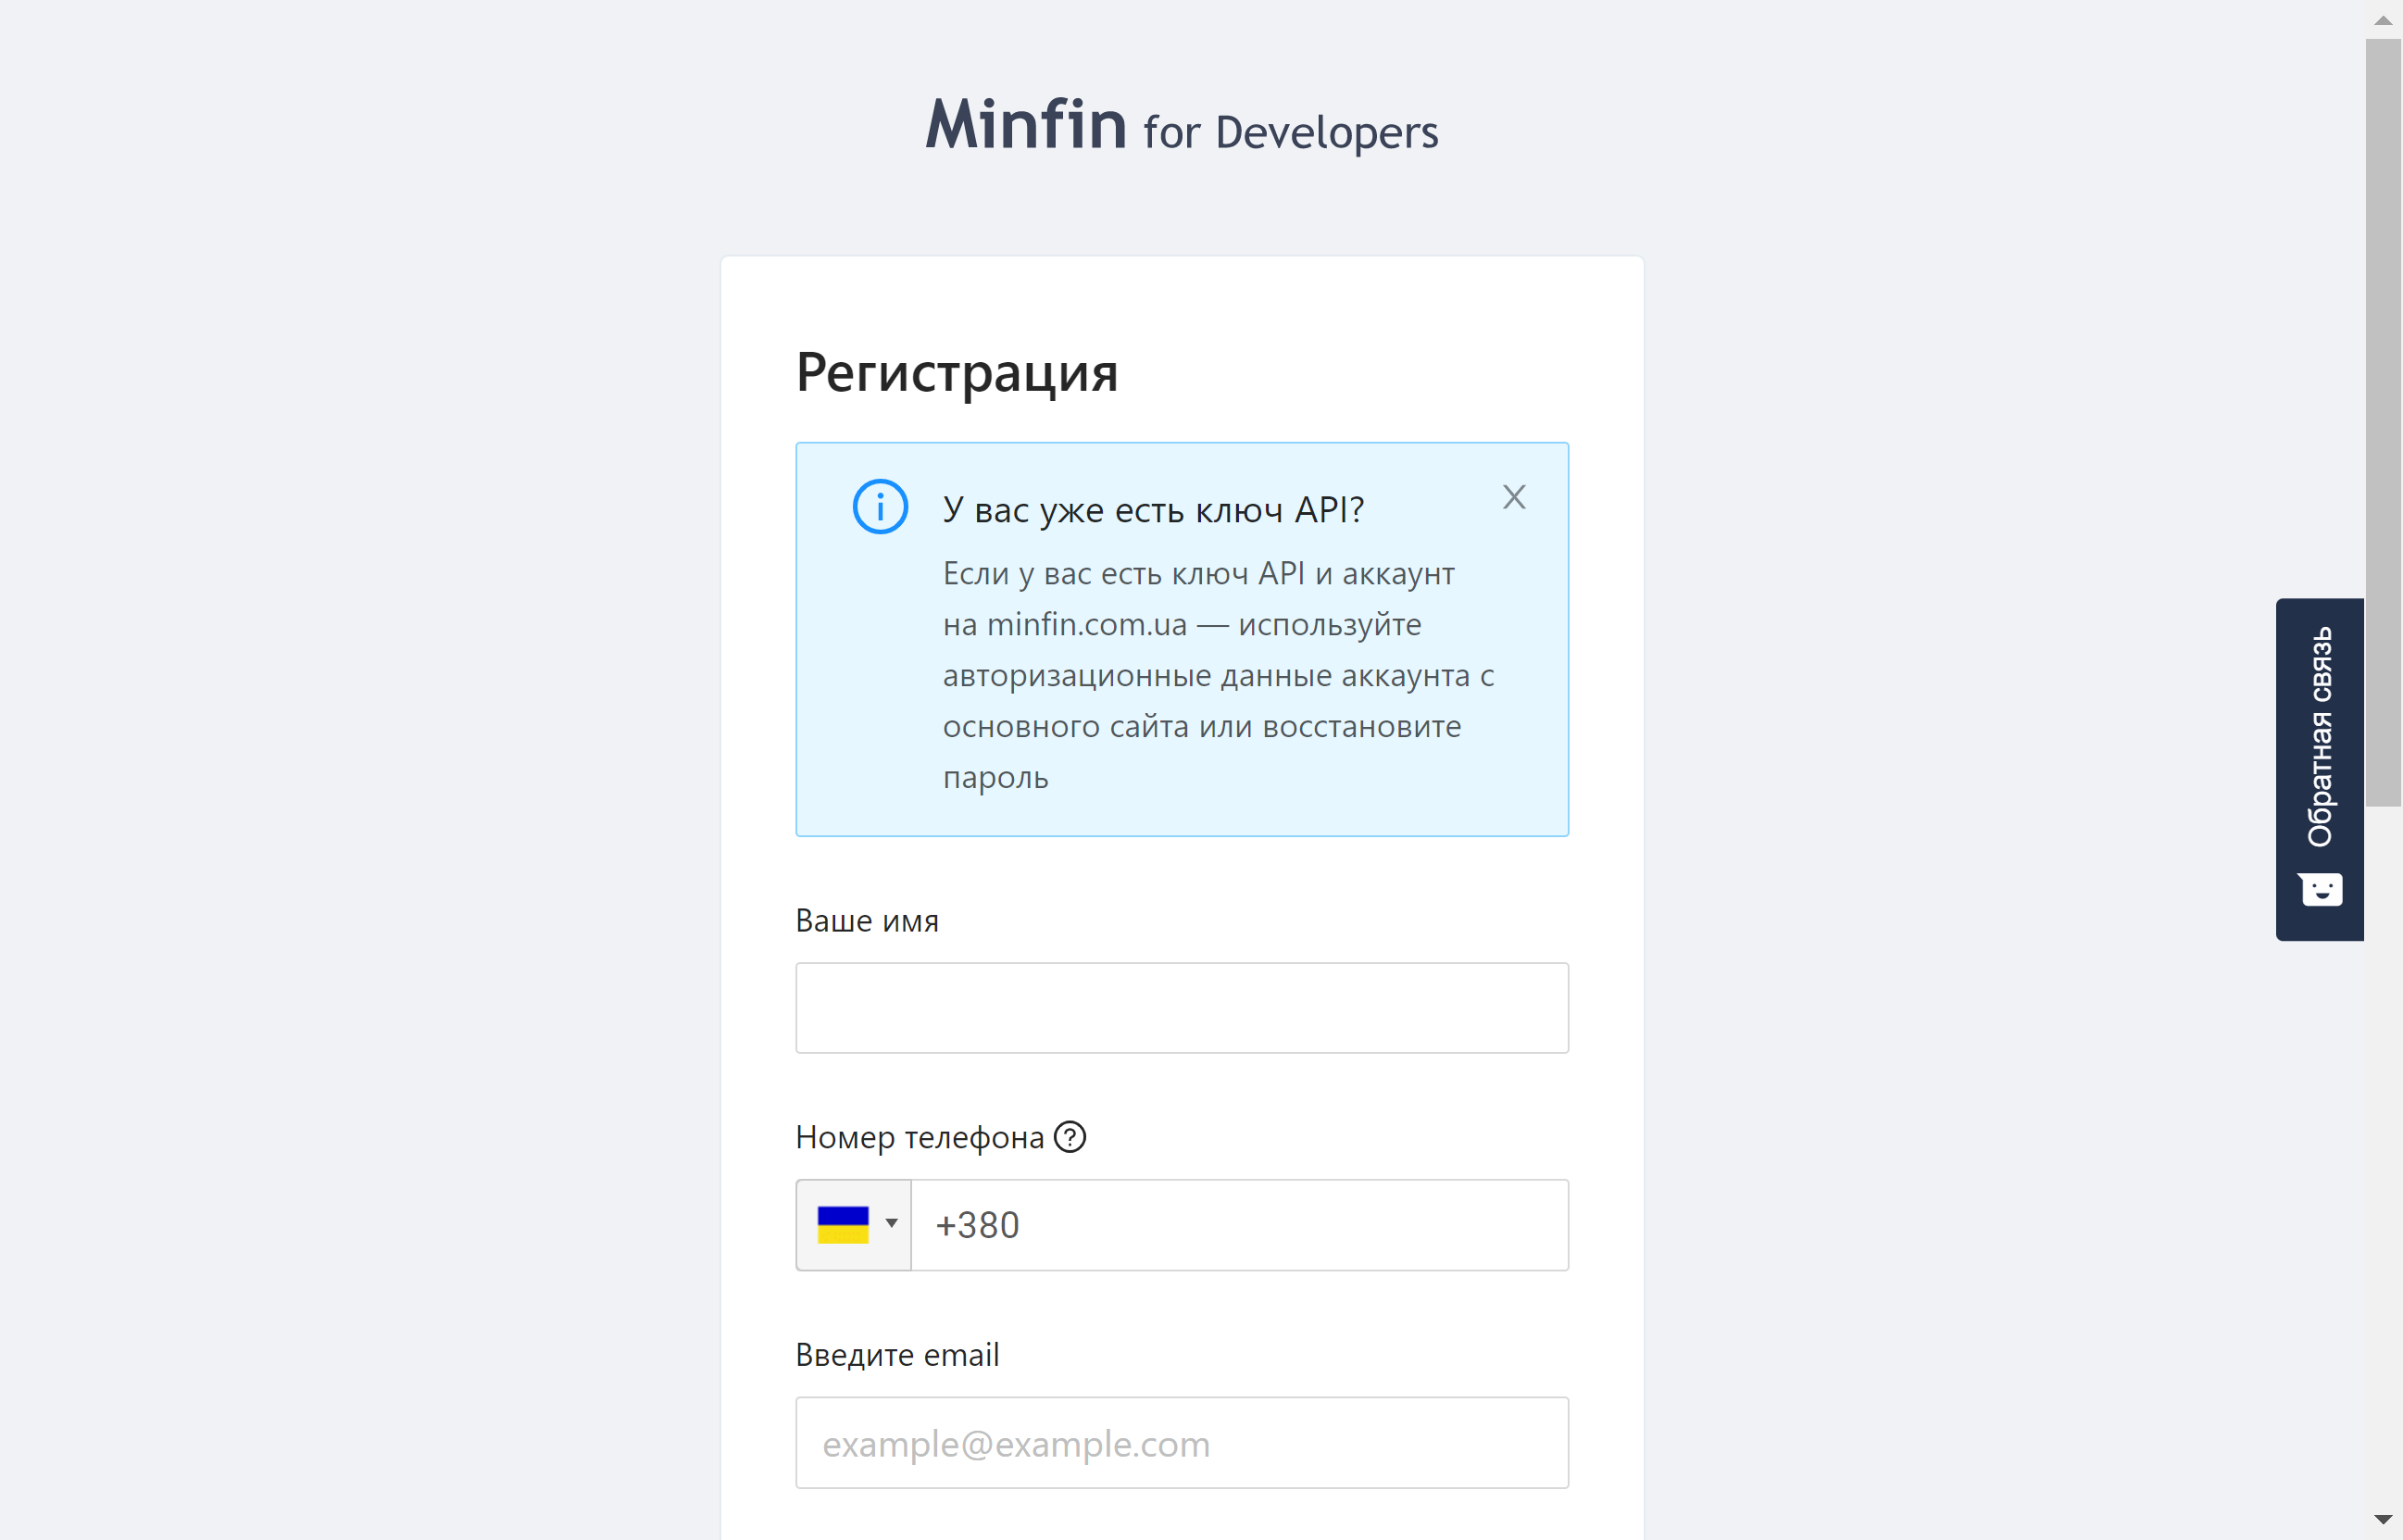 Minfin for Developers
Регистрация
У вас уже есть ключ API?
Если у вас есть ключ API и аккаунт
на minfin.com.ua — используйте
авторизационные данные аккаунта с
основного сайта или восстановите
пароль
Ваше имя
Номер телефона
+380
Введите email
example@example.com
Обратная связь